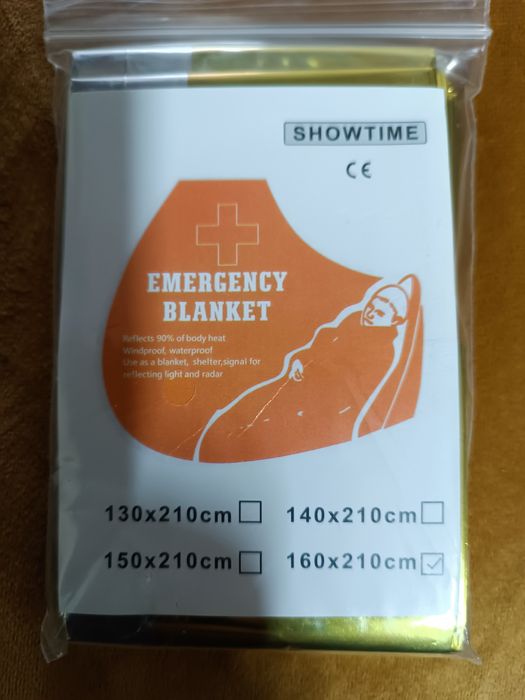 SHOWTIME
CE
EMERGENCY
BLANKET
Reflects 90% of body heat
Windproof, waterproof
Use as a blanket, shelter,signal for
reflecting light and radar
130x210cm
140x210cm
150x210cm
160x210cm